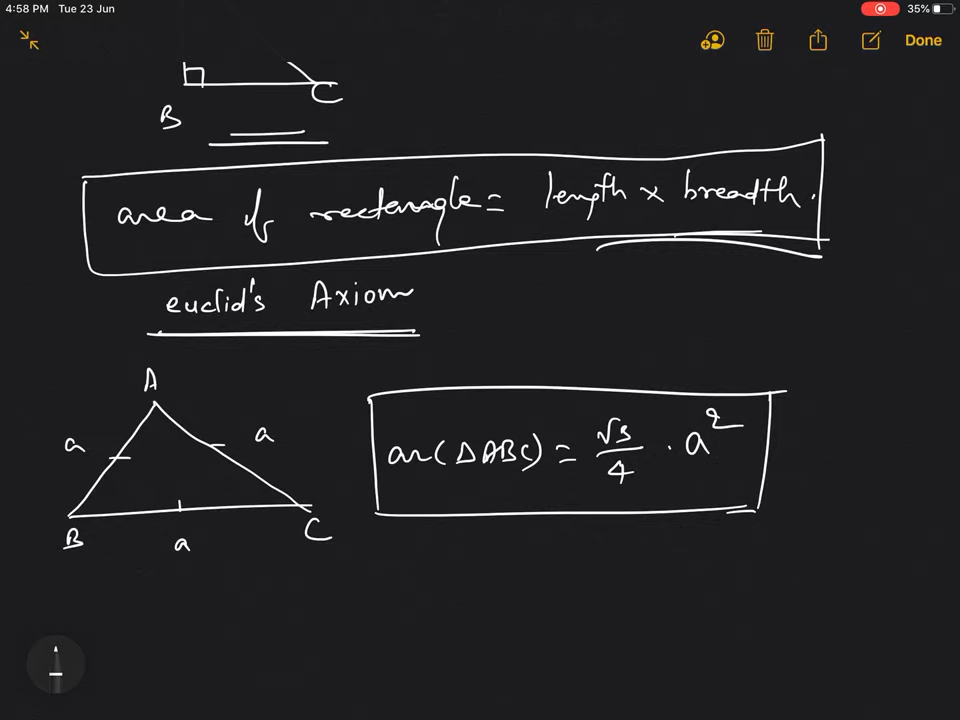 4:58 PM Tue 23 Jun 35%
Done
C
B
area of rectenagle = length × breadth.
euclid's Axiom
A
a a
ar(ΔABC) = √3/4 · a²
B C
a